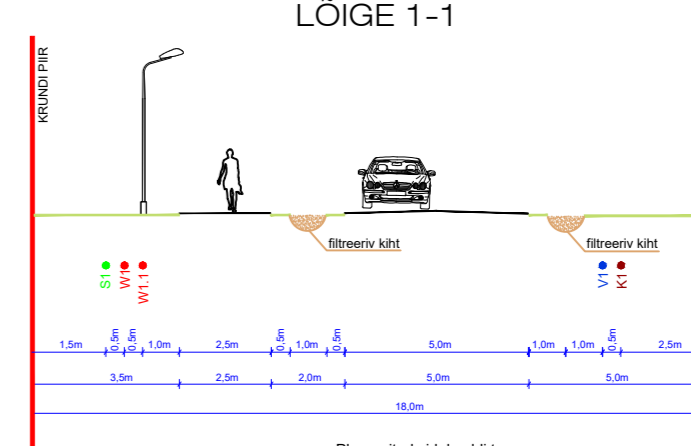 LÕIGE 1-1
KRUNDI PIIR
filtreeriv kiht
filtreeriv kiht
S1
W1
W1.1
V1
K1
1,5m 0,5m 0,5m 1,0m 2,5m 0,5m 1,0m 0,5m 5,0m 1,0m 1,0m 0,5m 2,5m
3,5m 2,5m 2,0m 5,0m 5,0m
18,0m